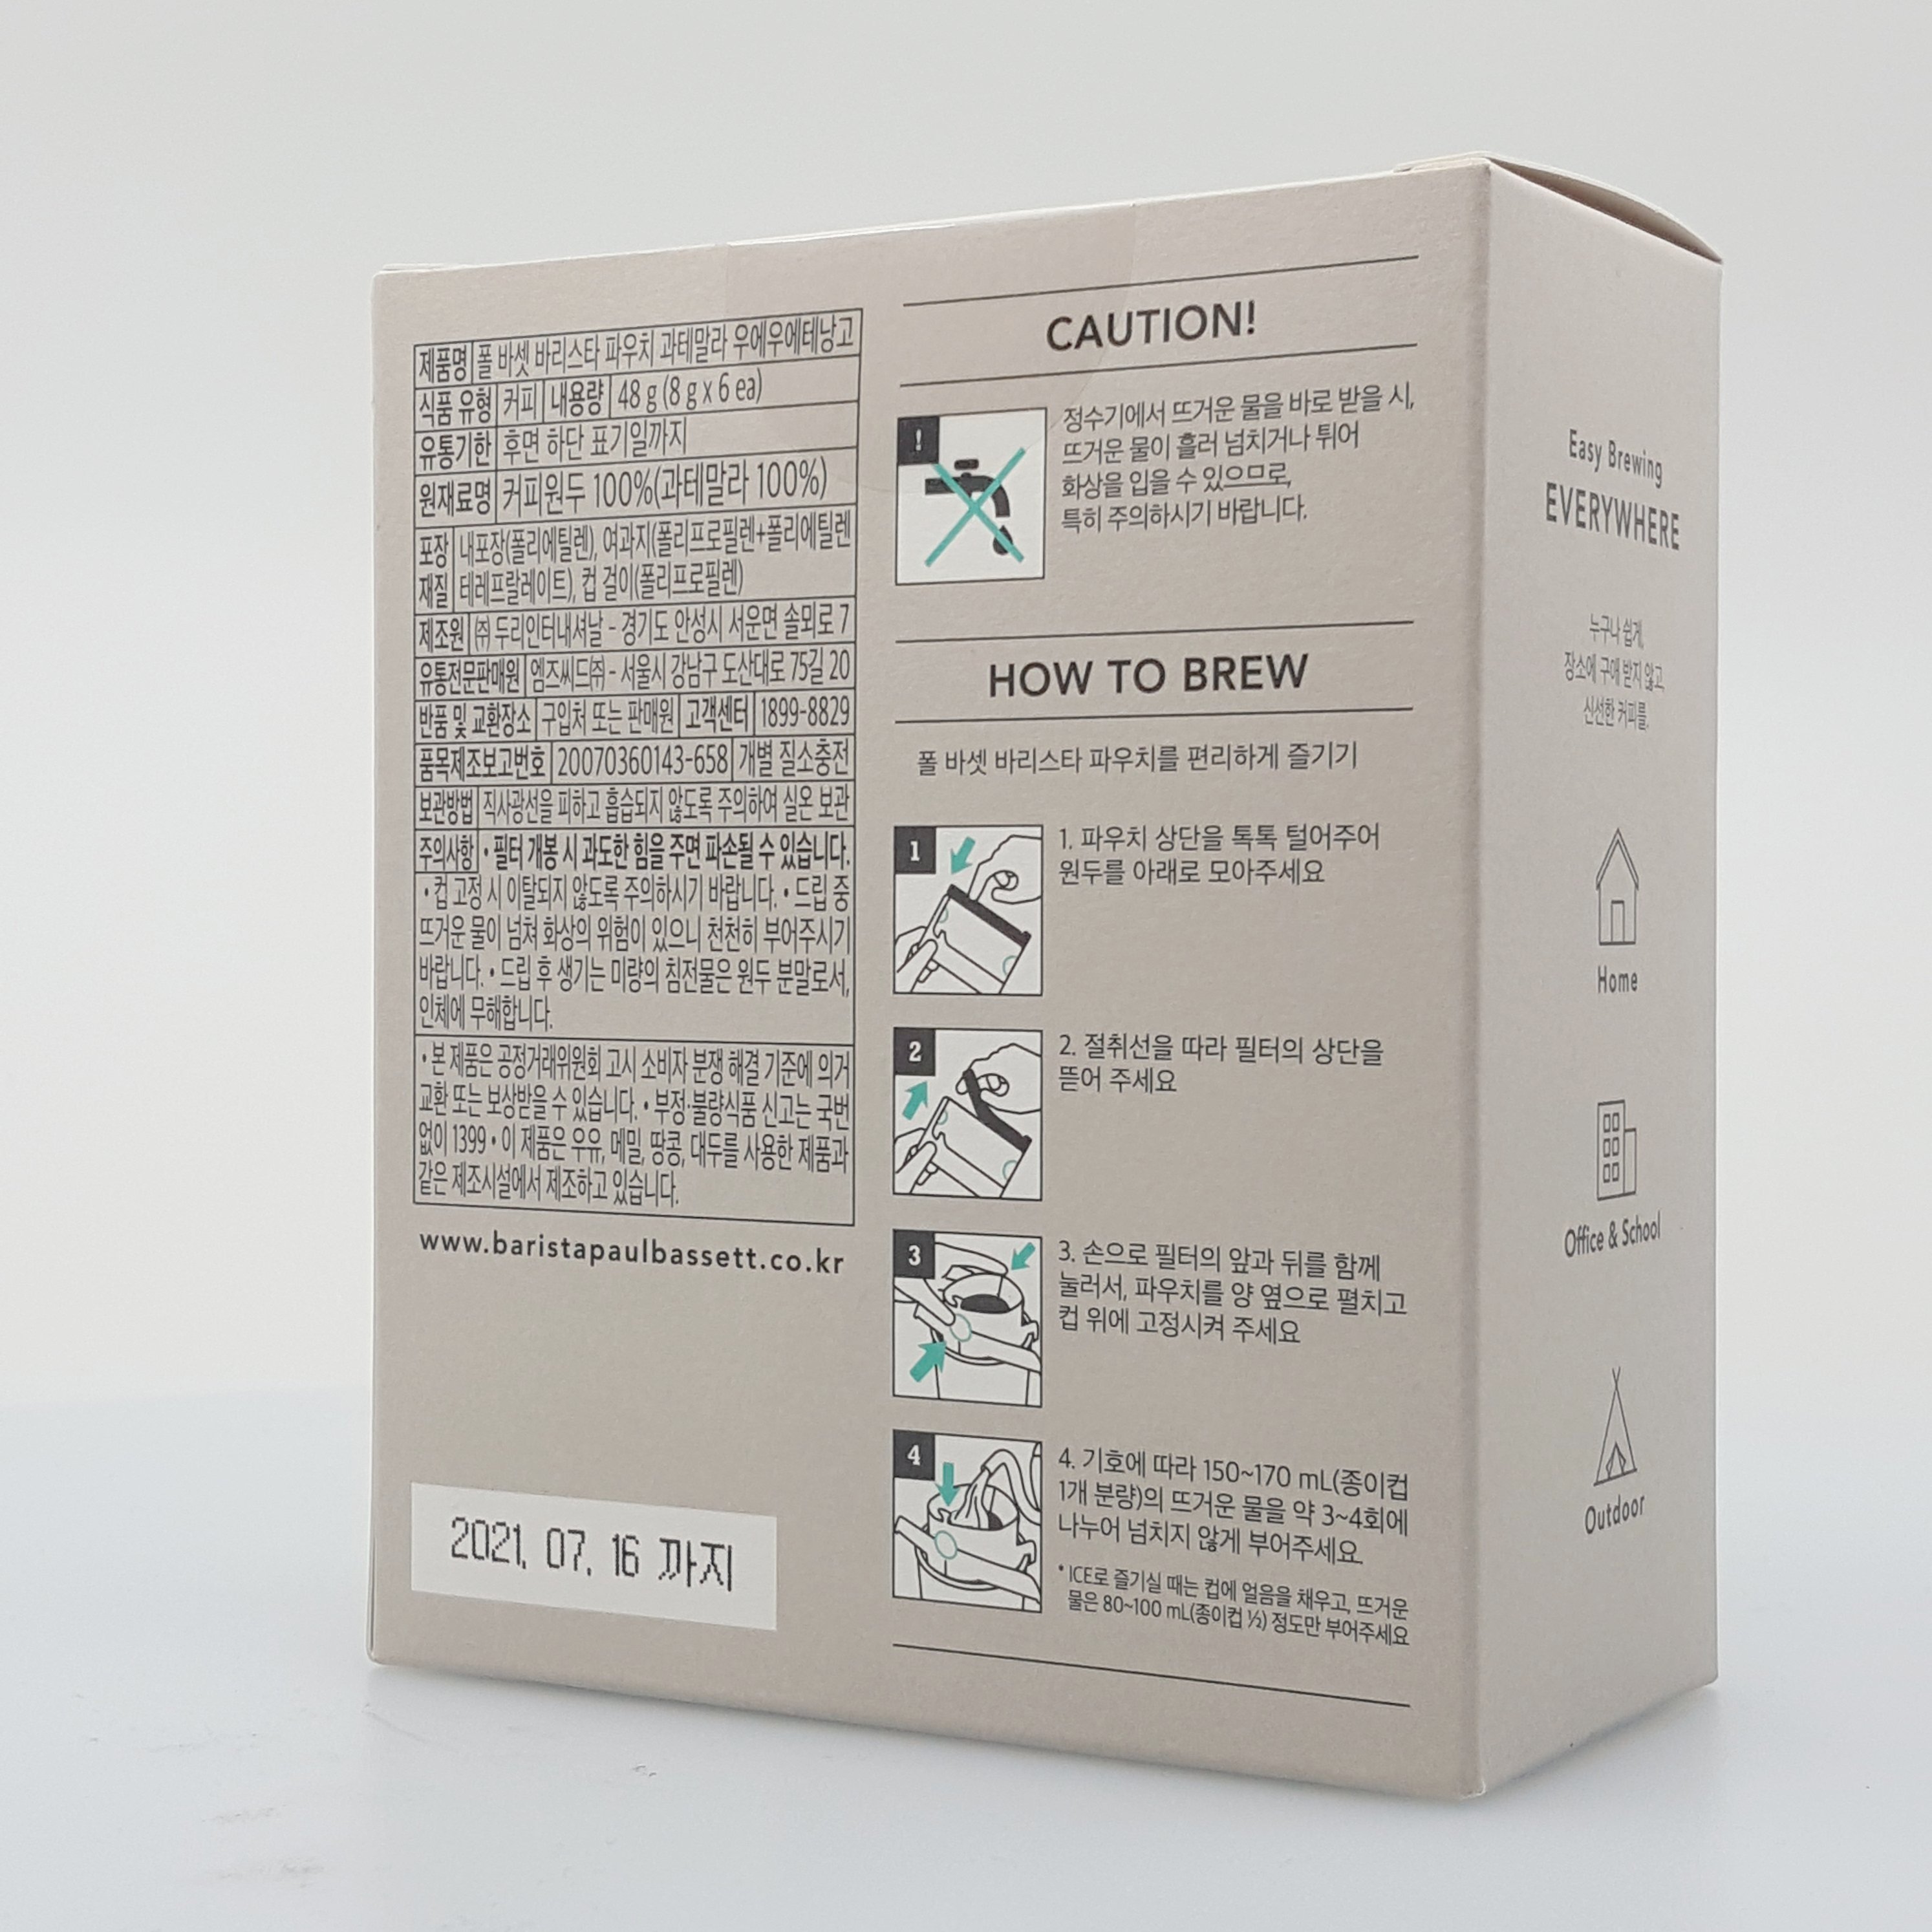 제품명 폴 바셋 바리스타 파우치 과테말라 우에우에테낭고
식품 유형 커피 내용량 48 g (8 g x 6 ea)
유통기한 후면 하단 표기일까지
원재료명 커피원두 100%(과테말라 100%)
포장 내포장(폴리에틸렌), 여과지(폴리프로필렌+폴리에틸렌
재질 테레프탈레이트), 컵 걸이(폴리프로필렌)
제조원 ㈜ 두리인터내셔날 - 경기도 안성시 서운면 솔뫼로 7
유통전문판매원 엠즈씨드㈜ - 서울시 강남구 도산대로 75길 20
반품 및 교환장소 구입처 또는 판매원 고객센터 1899-8829
품목제조보고번호 20070360143-658 개별 질소충전
보관방법 직사광선을 피하고 흡습되지 않도록 주의하여 실온 보관
주의사항 • 필터 개봉 시 과도한 힘을 주면 파손될 수 있습니다.
• 컵 고정 시 이탈되지 않도록 주의하시기 바랍니다. • 드립 중
뜨거운 물이 넘쳐 화상의 위험이 있으니 천천히 부어주시기
바랍니다. • 드립 후 생기는 미량의 침전물은 원두 분말로서,
인체에 무해합니다.
• 본 제품은 공정거래위원회 고시 소비자 분쟁 해결 기준에 의거
교환 또는 보상받을 수 있습니다. • 부정·불량식품 신고는 국번
없이 1399 • 이 제품은 우유, 메밀, 땅콩, 대두를 사용한 제품과
같은 제조시설에서 제조하고 있습니다.
www.baristapaulbassett.co.kr
2021. 07. 16 까지
CAUTION!
!
정수기에서 뜨거운 물을 바로 받을 시,
뜨거운 물이 흘러 넘치거나 튀어
화상을 입을 수 있으므로,
특히 주의하시기 바랍니다.
HOW TO BREW
폴 바셋 바리스타 파우치를 편리하게 즐기기
1
1. 파우치 상단을 톡톡 털어주어
원두를 아래로 모아주세요
2
2. 절취선을 따라 필터의 상단을
뜯어 주세요
3
3. 손으로 필터의 앞과 뒤를 함께
눌러서, 파우치를 양 옆으로 펼치고
컵 위에 고정시켜 주세요
4
4. 기호에 따라 150~170 mL(종이컵
1개 분량)의 뜨거운 물을 약 3~4회에
나누어 넘치지 않게 부어주세요.
* ICE로 즐기실 때는 컵에 얼음을 채우고, 뜨거운
물은 80~100 mL(종이컵 ½) 정도만 부어주세요
Easy Brewing
EVERYWHERE
누구나 쉽게,
장소에 구애 받지 않고,
신선한 커피를.
Home
Office & School
Outdoor